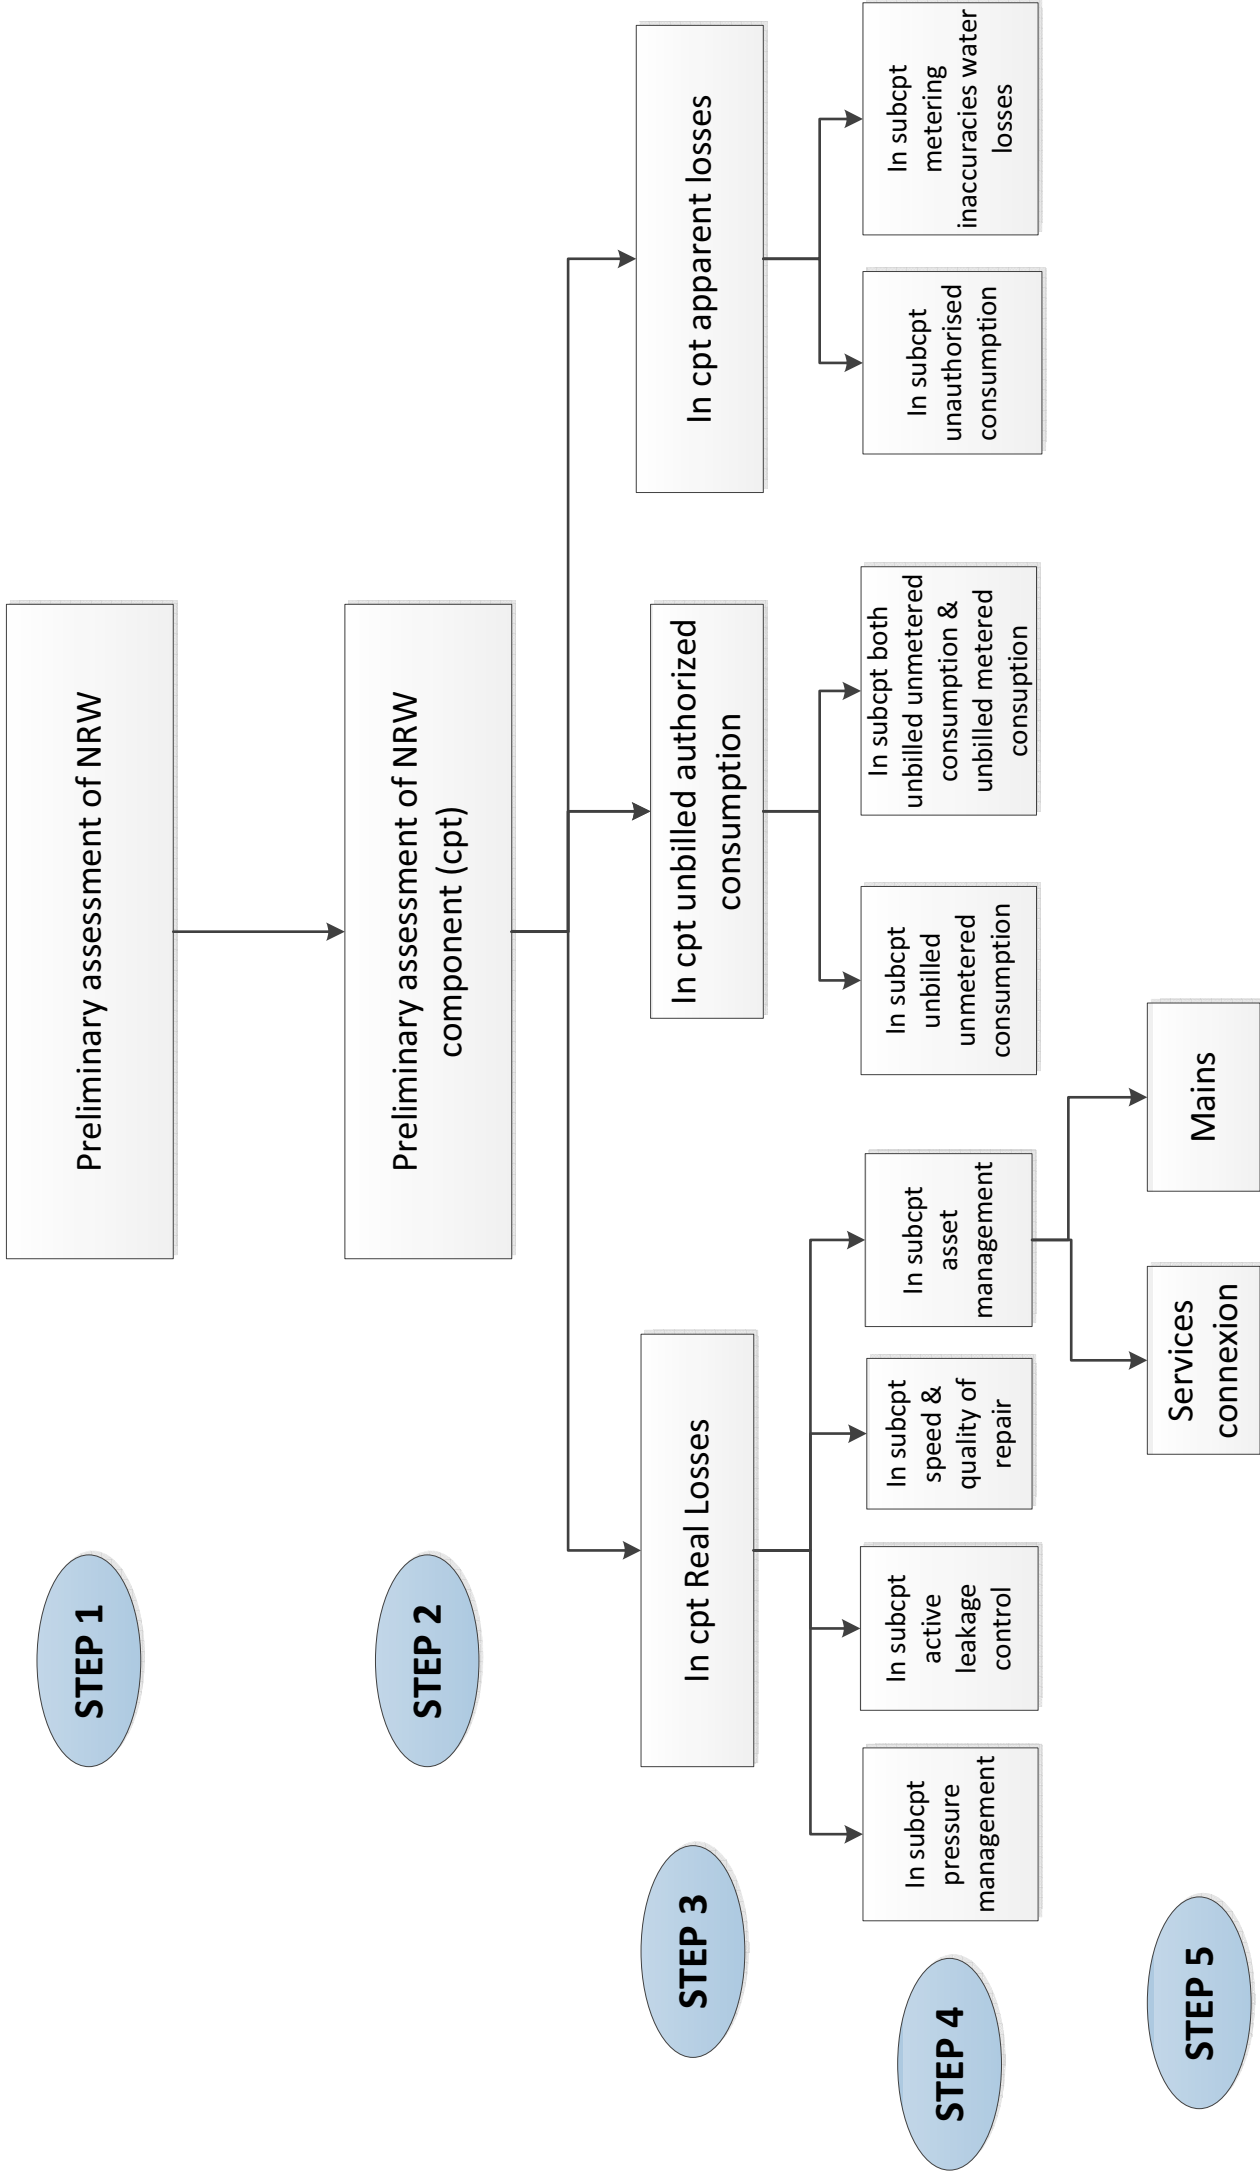 STEP 1
Preliminary assessment of NRW
STEP 2
Preliminary assessment of NRW
component (cpt)
STEP 3
In cpt Real Losses
In cpt unbilled authorized
consumption
In cpt apparent losses
STEP 4
In subcpt
pressure
management
In subcpt
active
leakage
control
In subcpt
speed &
quality of
repair
In subcpt
asset
management
In subcpt
unbilled
unmetered
consumption
In subcpt both
unbilled unmetered
consumption &
unbilled metered
consuption
In subcpt
unauthorised
consumption
In subcpt
metering
inaccuracies water
losses
STEP 5
Services
connexion
Mains